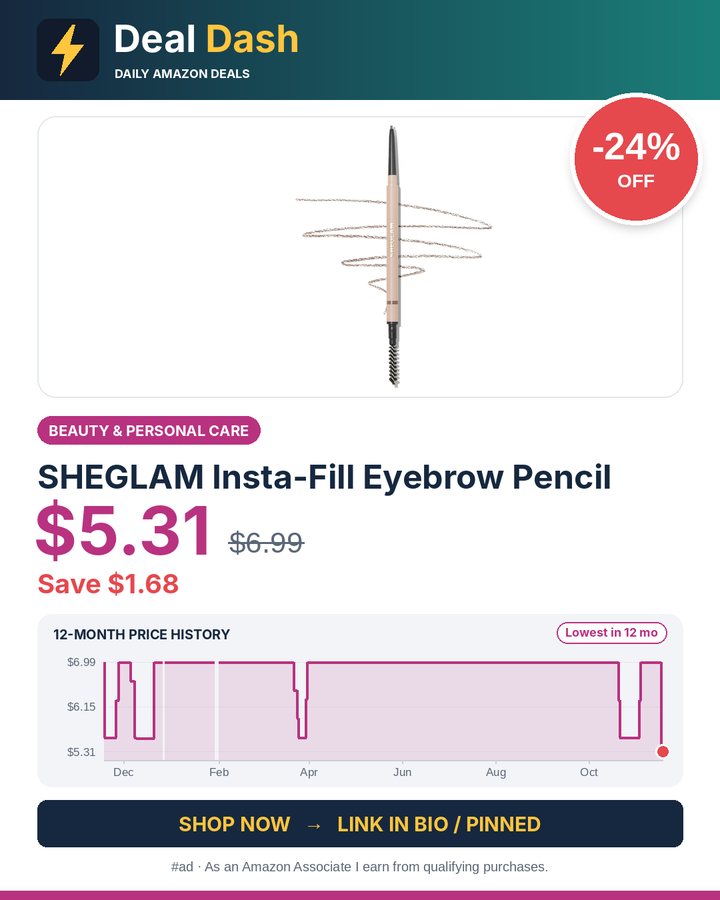 Deal Dash
DAILY AMAZON DEALS
-24%
OFF
BEAUTY & PERSONAL CARE
SHEGLAM Insta-Fill Eyebrow Pencil
$5.31 $6.99
Save $1.68
12-MONTH PRICE HISTORY
Lowest in 12 mo
$6.99
$6.15
$5.31
Dec Feb Apr Jun Aug Oct
SHOP NOW → LINK IN BIO / PINNED
#ad · As an Amazon Associate I earn from qualifying purchases.